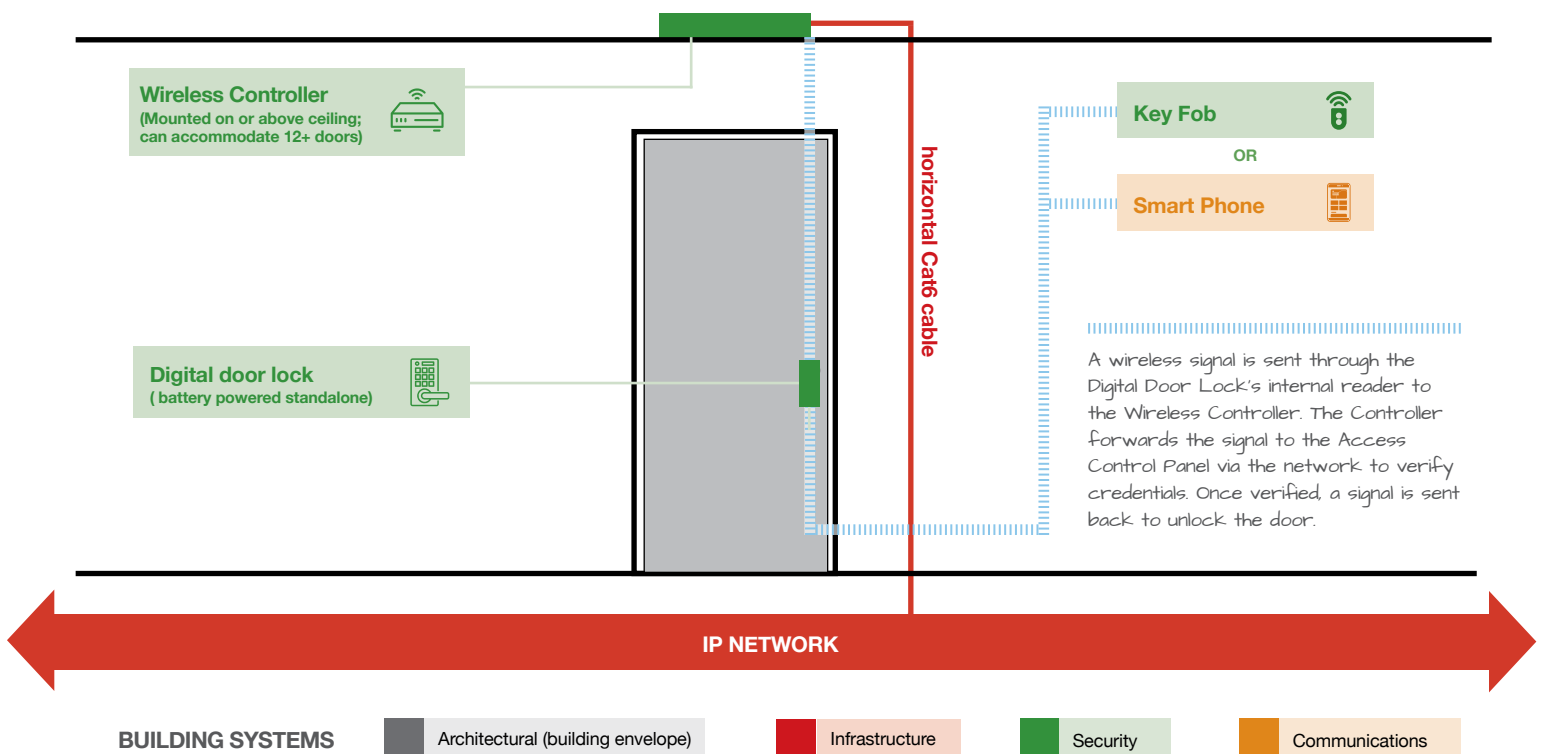 Wireless Controller
(Mounted on or above ceiling;
can accommodate 12+ doors)
Key Fob
OR
Smart Phone
horizontal Cat6 cable
Digital door lock
( battery powered standalone)
A wireless signal is sent through the
Digital Door Lock's internal reader to
the Wireless Controller. The Controller
forwards the signal to the Access
Control Panel via the network to verify
credentials. Once verified, a signal is sent
back to unlock the door.
IP NETWORK
BUILDING SYSTEMS
Architectural (building envelope)
Infrastructure
Security
Communications